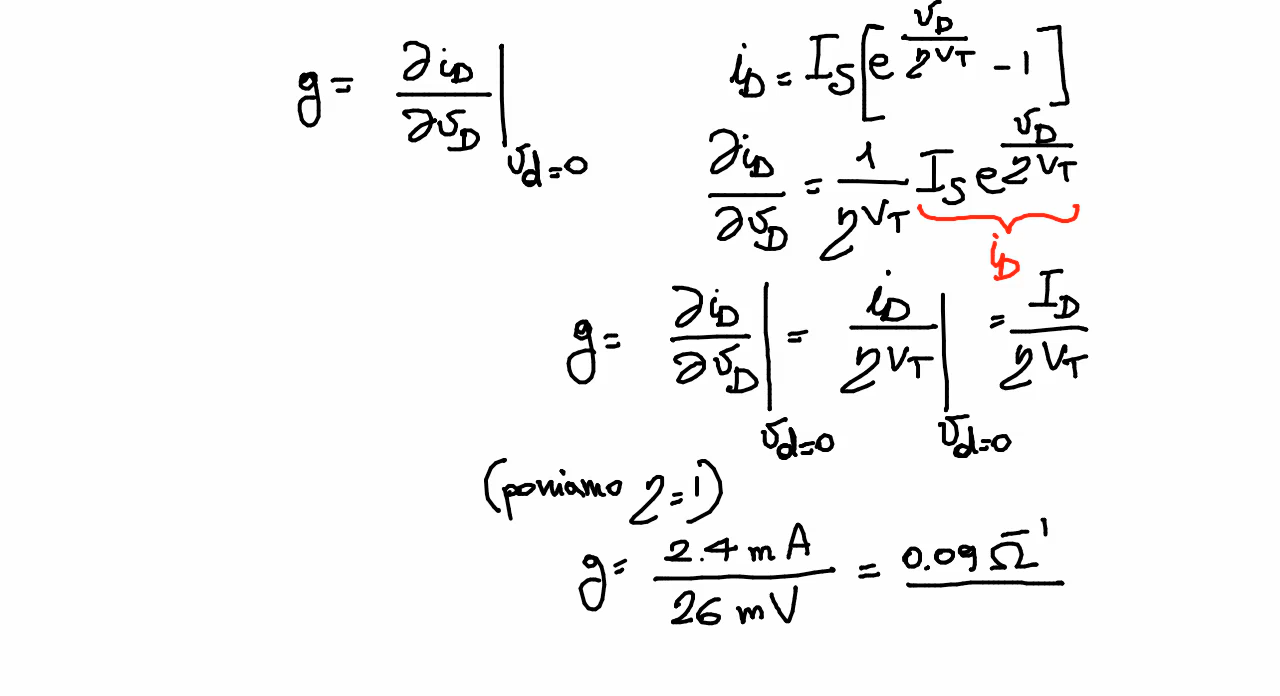 g = ∂i_D / ∂v_D |_{v_d=0}
i_D = I_S [e^{v_D / ηV_T} - 1]
∂i_D / ∂v_D = 1 / ηV_T I_S e^{v_D / ηV_T}
i_D
g = ∂i_D / ∂v_D |_{v_d=0} = i_D / ηV_T |_{v_d=0} = I_D / ηV_T
(poniamo η=1)
g = 2.4 mA / 26 mV = 0.09 Ω^{-1}